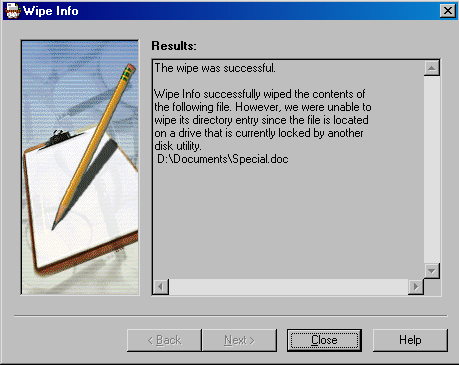 Wipe Info
Results:
The wipe was successful.
Wipe Info successfully wiped the contents of
the following file. However, we were unable to
wipe its directory entry since the file is located
on a drive that is currently locked by another
disk utility.
D:\Documents\Special.doc
< Back
Next >
Close
Help